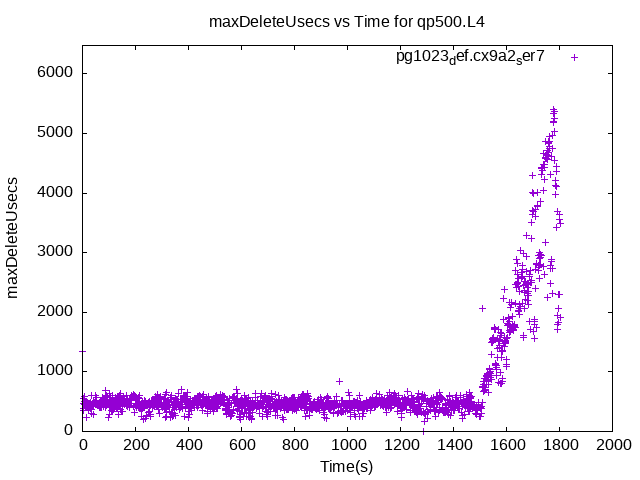 maxDeleteUsecs vs Time for qp500.L4
pg1023def.cx9a2ser7
6000
5000
4000
3000
2000
1000
0
maxDeleteUsecs
0 200 400 600 800 1000 1200 1400 1600 1800 2000
Time(s)